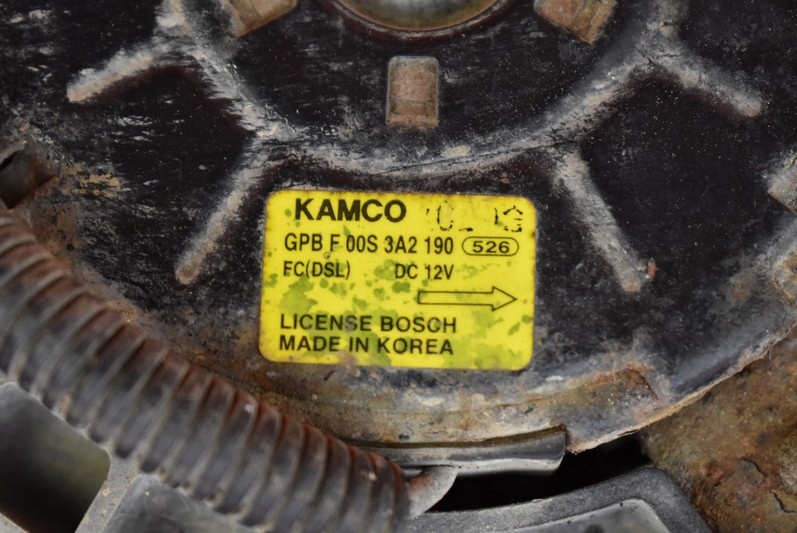 KAMCO
GPB F 00S 3A2 190 526
FC(DSL) DC 12V
LICENSE BOSCH
MADE IN KOREA